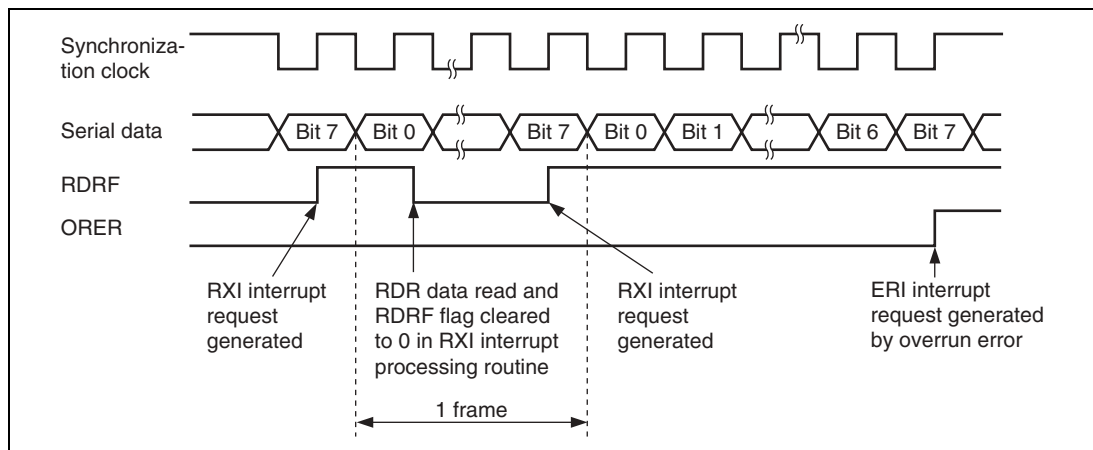 Synchroniza-
tion clock
Serial data
Bit 7
Bit 0
Bit 7
Bit 0
Bit 1
Bit 6
Bit 7
RDRF
ORER
RXI interrupt
request
generated
RDR data read and
RDRF flag cleared
to 0 in RXI interrupt
processing routine
RXI interrupt
request
generated
ERI interrupt
request generated
by overrun error
1 frame